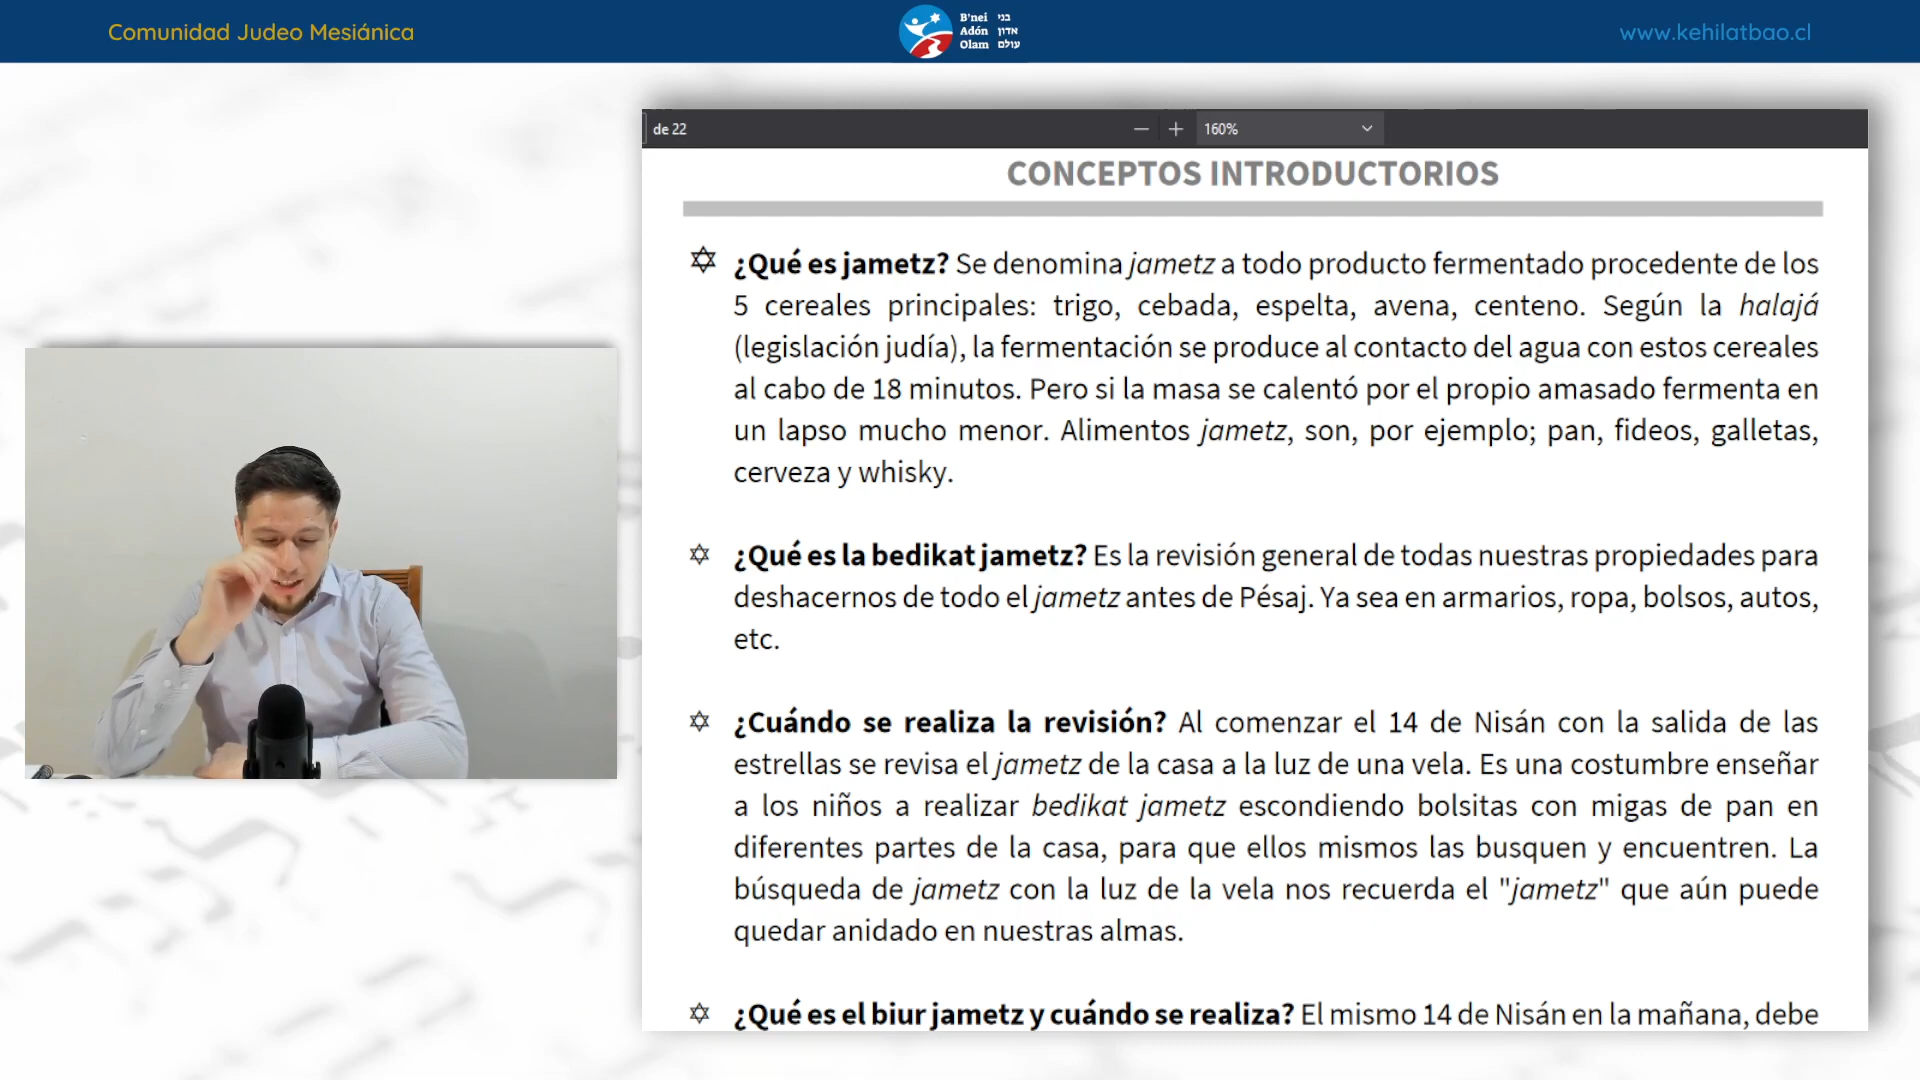 Comunidad Judeo Mesiánica
B'nei בני
Adón אדון
Olam עולם
www.kehilatbao.cl
de 22
160%
CONCEPTOS INTRODUCTORIOS
¿Qué es jametz? Se denomina jametz a todo producto fermentado procedente de los
5 cereales principales: trigo, cebada, espelta, avena, centeno. Según la halajá
(legislación judía), la fermentación se produce al contacto del agua con estos cereales
al cabo de 18 minutos. Pero si la masa se calentó por el propio amasado fermenta en
un lapso mucho menor. Alimentos jametz, son, por ejemplo; pan, fideos, galletas,
cerveza y whisky.
¿Qué es la bedikat jametz? Es la revisión general de todas nuestras propiedades para
deshacernos de todo el jametz antes de Pésaj. Ya sea en armarios, ropa, bolsos, autos,
etc.
¿Cuándo se realiza la revisión? Al comenzar el 14 de Nisán con la salida de las
estrellas se revisa el jametz de la casa a la luz de una vela. Es una costumbre enseñar
a los niños a realizar bedikat jametz escondiendo bolsitas con migas de pan en
diferentes partes de la casa, para que ellos mismos las busquen y encuentren. La
búsqueda de jametz con la luz de la vela nos recuerda el "jametz" que aún puede
quedar anidado en nuestras almas.
¿Qué es el biur jametz y cuándo se realiza? El mismo 14 de Nisán en la mañana, debe